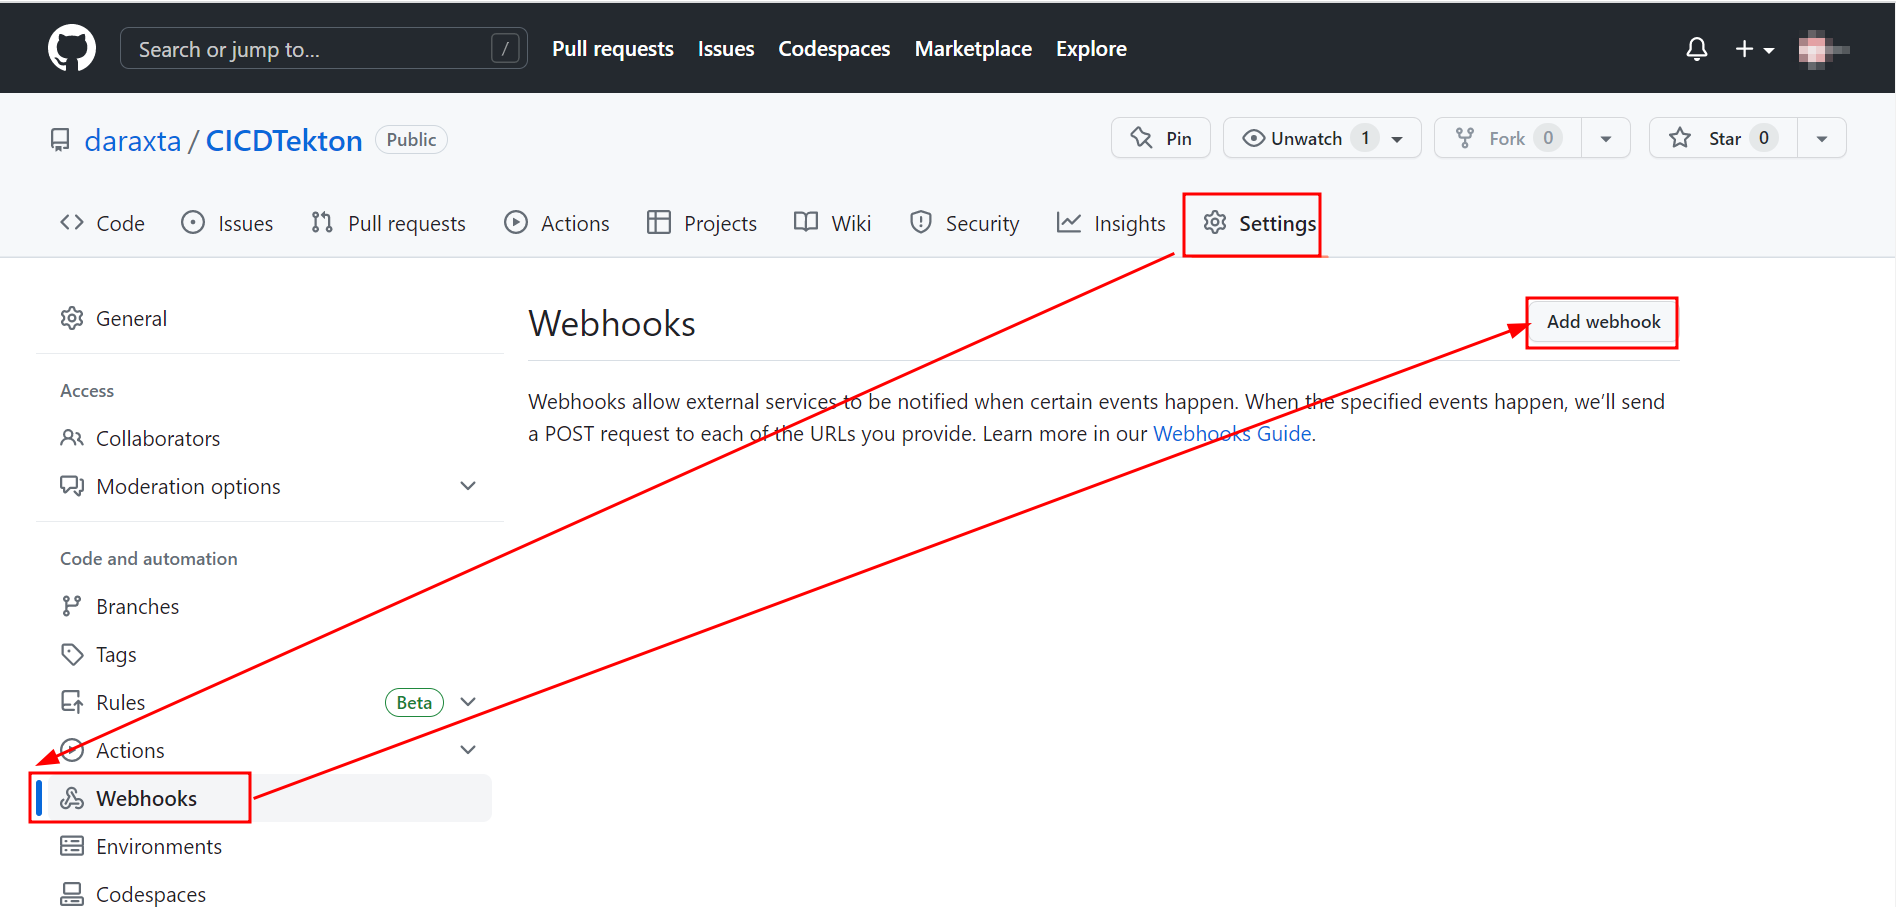 Search or jump to... / Pull requests Issues Codespaces Marketplace Explore
daraxta / CICDTekton Public Pin Unwatch 1 Fork 0 Star 0
Code Issues Pull requests Actions Projects Wiki Security Insights Settings
General
Access
Collaborators
Moderation options
Code and automation
Branches
Tags
Rules Beta
Actions
Webhooks
Environments
Codespaces
Webhooks Add webhook
Webhooks allow external services to be notified when certain events happen. When the specified events happen, we’ll send
a POST request to each of the URLs you provide. Learn more in our Webhooks Guide.